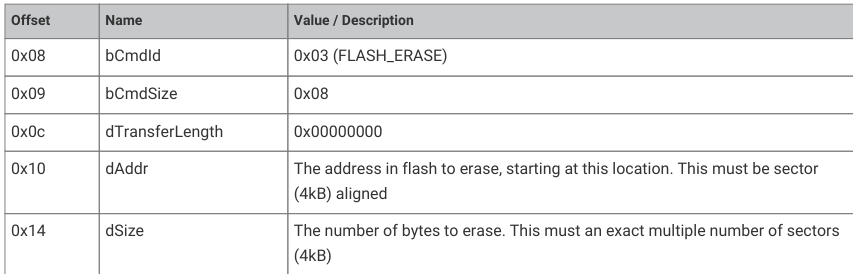 Offset Name Value / Description
0x08 bCmdId 0x03 (FLASH_ERASE)
0x09 bCmdSize 0x08
0x0c dTransferLength 0x00000000
0x10 dAddr The address in flash to erase, starting at this location. This must be sector
(4kB) aligned
0x14 dSize The number of bytes to erase. This must an exact multiple number of sectors
(4kB)